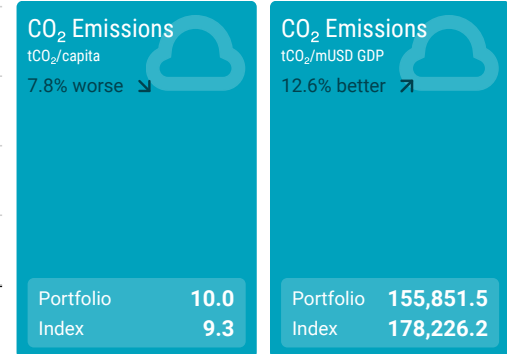 CO₂ Emissions
tCO₂/capita
7.8% worse
Portfolio 10.0
Index 9.3
CO₂ Emissions
tCO₂/mUSD GDP
12.6% better
Portfolio 155,851.5
Index 178,226.2